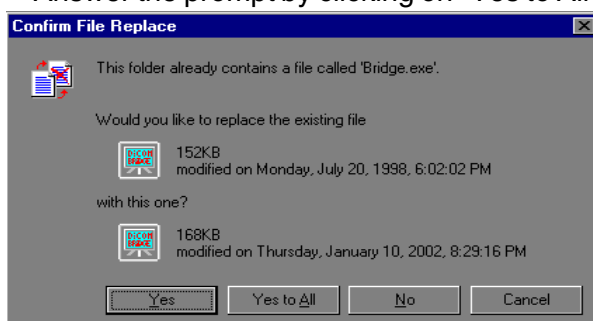 Answer the prompt by clicking on "Yes to All
Confirm File Replace
This folder already contains a file called 'Bridge.exe'.
Would you like to replace the existing file
DICOM
BRIDGE
152KB
modified on Monday, July 20, 1998, 6:02:02 PM
with this one?
DICOM
BRIDGE
168KB
modified on Thursday, January 10, 2002, 8:29:16 PM
Yes
Yes to All
No
Cancel